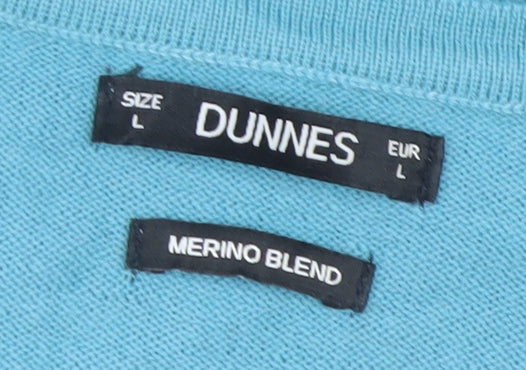 SIZE
L
DUNNES
EUR
L
MERINO BLEND